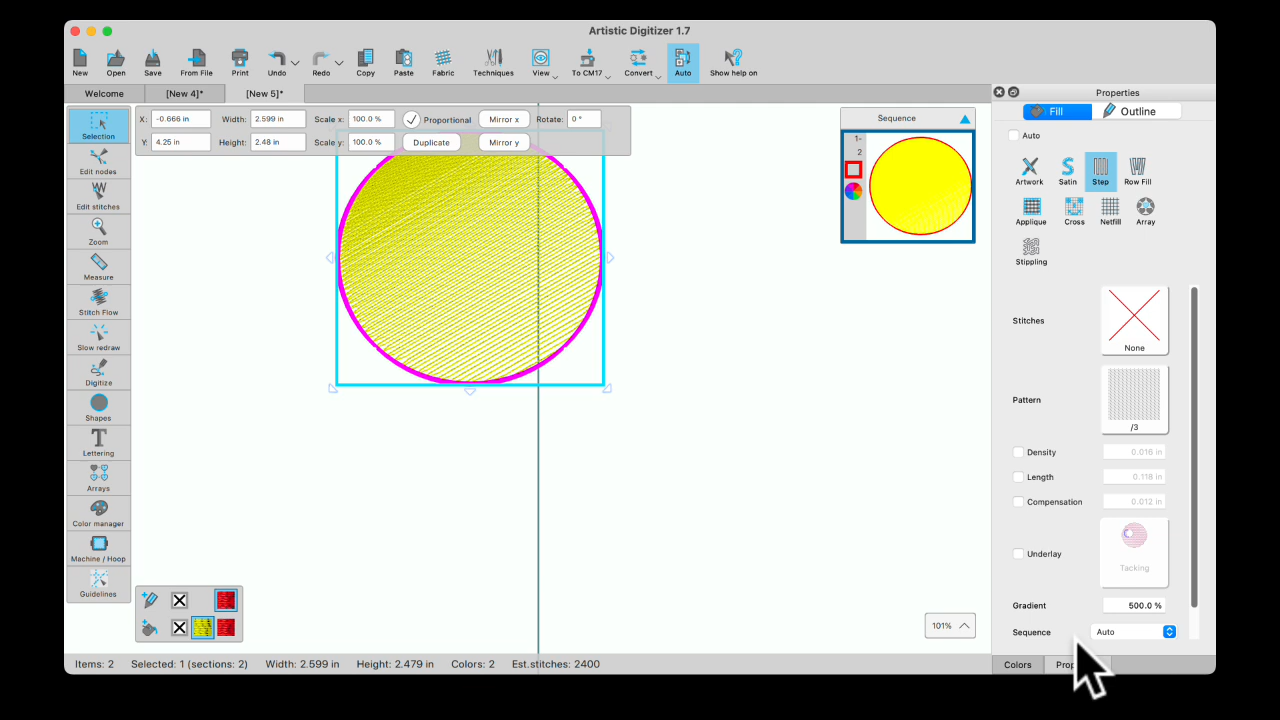 Artistic Digitizer 1.7
New Open Save From File Print Undo Redo Copy Paste Fabric Techniques View To CM17 Convert Auto Show help on
Welcome [New 4]* [New 5]*
X: -0.666 in Width: 2.599 in Scale x: 100.0 % Proportional Mirror x Rotate: 0 °
Y: 4.25 in Height: 2.48 in Scale y: 100.0 % Duplicate Mirror y
Selection
Edit nodes
Edit stitches
Zoom
Measure
Stitch Flow
Slow redraw
Digitize
Shapes
Lettering
Arrays
Color manager
Machine / Hoop
Guidelines
Sequence
1-
2
101%
Properties
Fill Outline
Auto
Artwork Satin Step Row Fill
Applique Cross Netfill Array
Stippling
Stitches
None
Pattern
/3
Density 0.016 in
Length 0.118 in
Compensation 0.012 in
Underlay
Tacking
Gradient 500.0 %
Sequence Auto
Colors
Items: 2 Selected: 1 (sections: 2) Width: 2.599 in Height: 2.479 in Colors: 2 Est.stitches: 2400